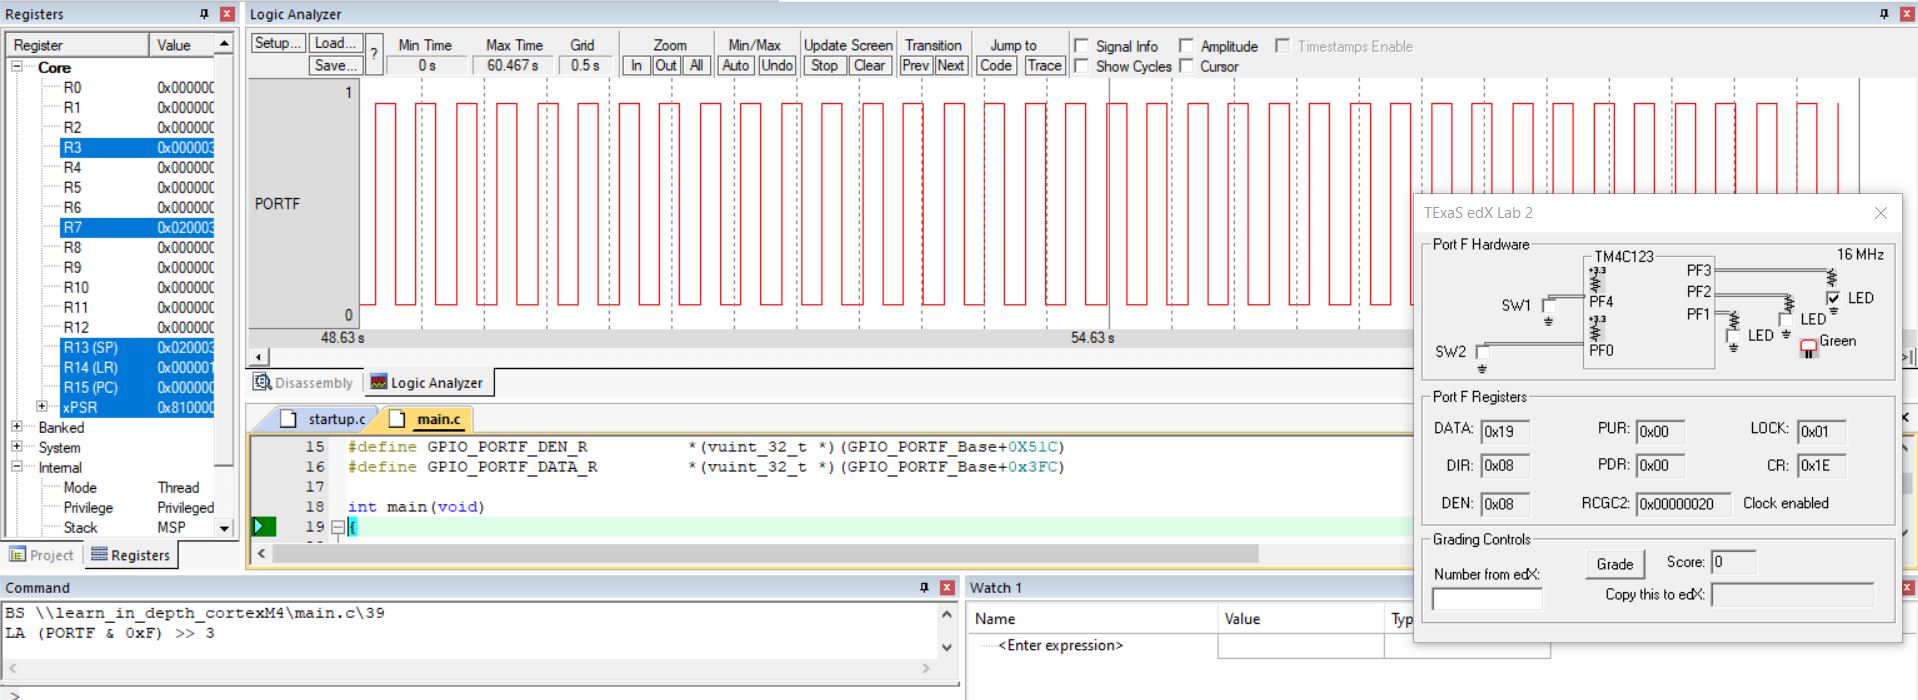 Registers
Register Value
Core
R0 0x000000
R1 0x000000
R2 0x000000
R3 0x000003
R4 0x000000
R5 0x000000
R6 0x000000
R7 0x020003
R8 0x000000
R9 0x000000
R10 0x000000
R11 0x000000
R12 0x000000
R13 (SP) 0x020003
R14 (LR) 0x000001
R15 (PC) 0x000000
xPSR 0x810000
Banked
System
Internal
Mode Thread
Privilege Privileged
Stack MSP
Project Registers
Logic Analyzer
Setup... Load... ? Min Time Max Time Grid Zoom Min/Max Update Screen Transition Jump to Signal Info Amplitude Timestamps Enable
Save... 0 s 60.467 s 0.5 s In Out All Auto Undo Stop Clear Prev Next Code Trace Show Cycles Cursor
1
PORTF
0
48.63 s 54.63 s
Disassembly Logic Analyzer
startup.c main.c
15 #define GPIO_PORTF_DEN_R *(vuint_32_t *)(GPIO_PORTF_Base+0X51C)
16 #define GPIO_PORTF_DATA_R *(vuint_32_t *)(GPIO_PORTF_Base+0x3FC)
17
18 int main(void)
19 {
TExaS edX Lab 2
Port F Hardware
TM4C123 16 MHz
+3.3 PF3
SW1 PF4 PF2 LED
+3.3 PF1 LED
SW2 PF0 LED Green
Port F Registers
DATA: 0x19 PUR: 0x00 LOCK: 0x01
DIR: 0x08 PDR: 0x00 CR: 0x1E
DEN: 0x08 RCGC2: 0x00000020 Clock enabled
Grading Controls
Number from edX: Grade Score: 0
Copy this to edX:
Command
BS \\learn_in_depth_cortexM4\main.c\39
LA (PORTF & 0xF) >> 3
>
Watch 1
Name Value Typ
<Enter expression>